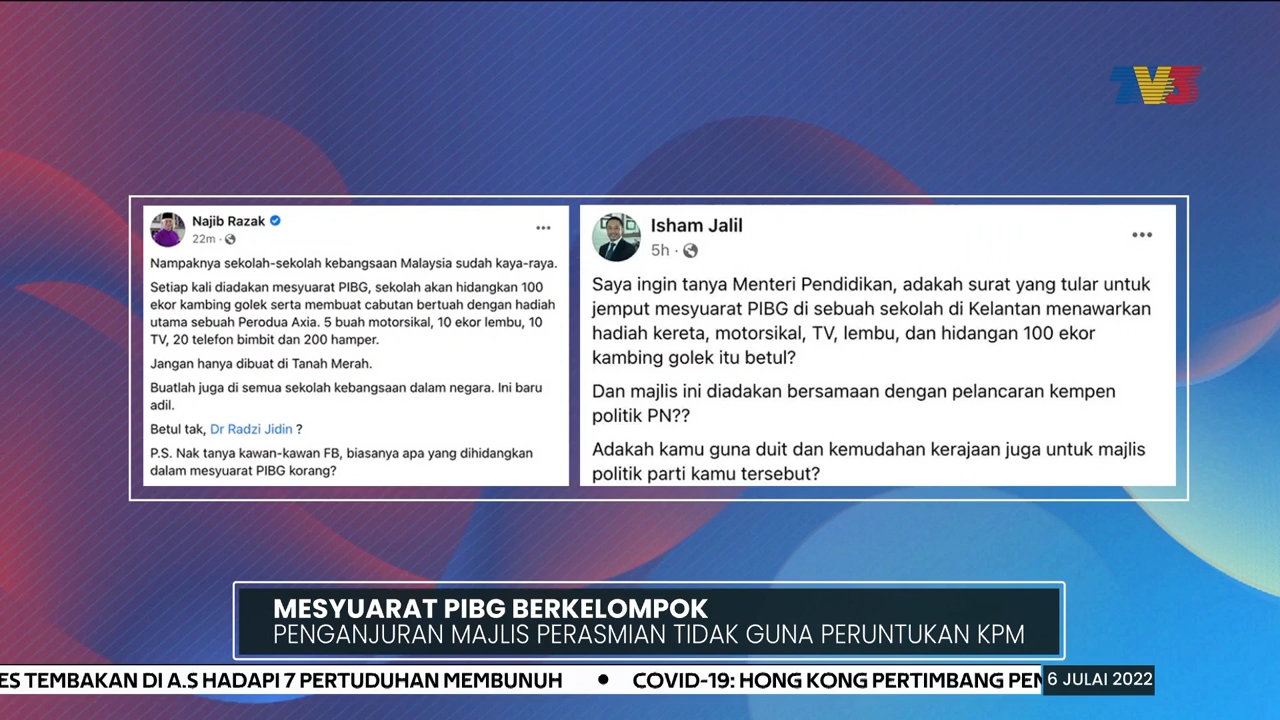 TV3
Najib Razak
22m
Nampaknya sekolah-sekolah kebangsaan Malaysia sudah kaya-raya.
Setiap kali diadakan mesyuarat PIBG, sekolah akan hidangkan 100
ekor kambing golek serta membuat cabutan bertuah dengan hadiah
utama sebuah Perodua Axia. 5 buah motorsikal, 10 ekor lembu, 10
TV, 20 telefon bimbit dan 200 hamper.
Jangan hanya dibuat di Tanah Merah.
Buatlah juga di semua sekolah kebangsaan dalam negara. Ini baru
adil.
Betul tak, Dr Radzi Jidin ?
P.S. Nak tanya kawan-kawan FB, biasanya apa yang dihidangkan
dalam mesyuarat PIBG korang?
Isham Jalil
5h
Saya ingin tanya Menteri Pendidikan, adakah surat yang tular untuk
jemput mesyuarat PIBG di sebuah sekolah di Kelantan menawarkan
hadiah kereta, motorsikal, TV, lembu, dan hidangan 100 ekor
kambing golek itu betul?
Dan majlis ini diadakan bersamaan dengan pelancaran kempen
politik PN??
Adakah kamu guna duit dan kemudahan kerajaan juga untuk majlis
politik parti kamu tersebut?
MESYUARAT PIBG BERKELOMPOK
PENGANJURAN MAJLIS PERASMIAN TIDAK GUNA PERUNTUKAN KPM
ES TEMBAKAN DI A.S HADAPI 7 PERTUDUHAN MEMBUNUH • COVID-19: HONG KONG PERTIMBANG PEN
6 JULAI 2022